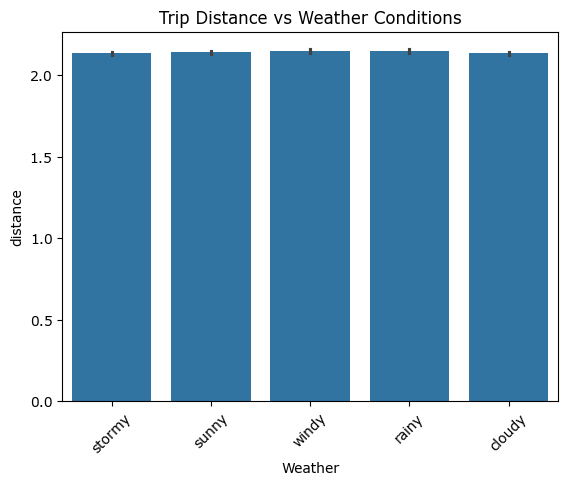 Trip Distance vs Weather Conditions
distance
2.0
1.5
1.0
0.5
0.0
stormy
sunny
windy
rainy
cloudy
Weather